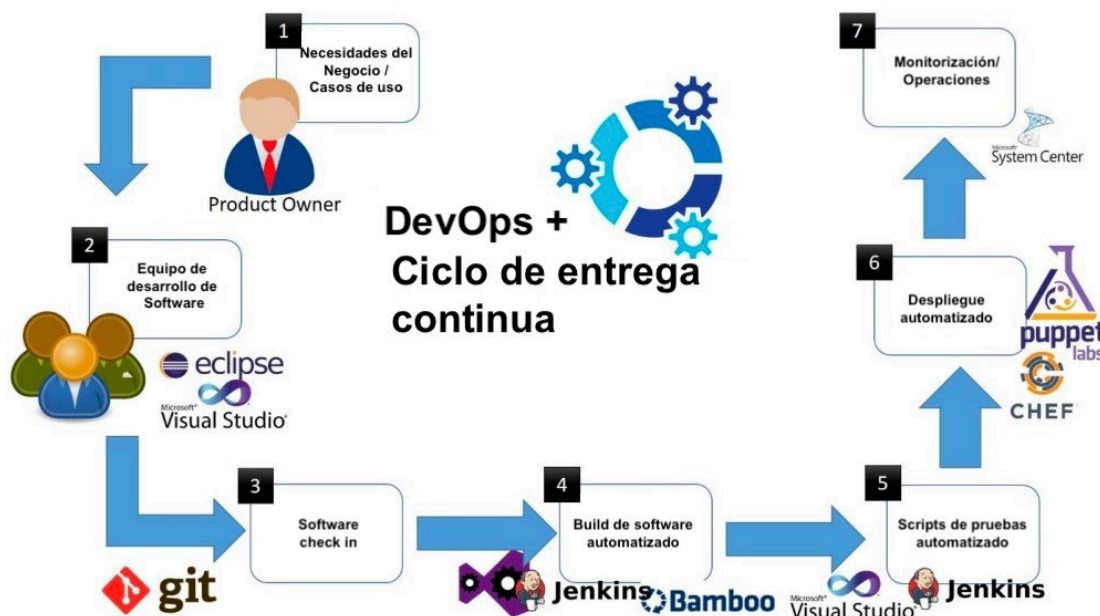 1
Necesidades del
Negocio /
Casos de uso
Product Owner
2
Equipo de
desarrollo de
Software
eclipse
Microsoft®
Visual Studio®
git
3
Software
check in
4
Build de software
automatizado
Jenkins
Bamboo
5
Scripts de pruebas
automatizado
Microsoft®
Visual Studio®
Jenkins
6
Despliegue
automatizado
puppet
labs
CHEF
7
Monitorización/
Operaciones
Microsoft®
System Center
DevOps +
Ciclo de entrega
continua